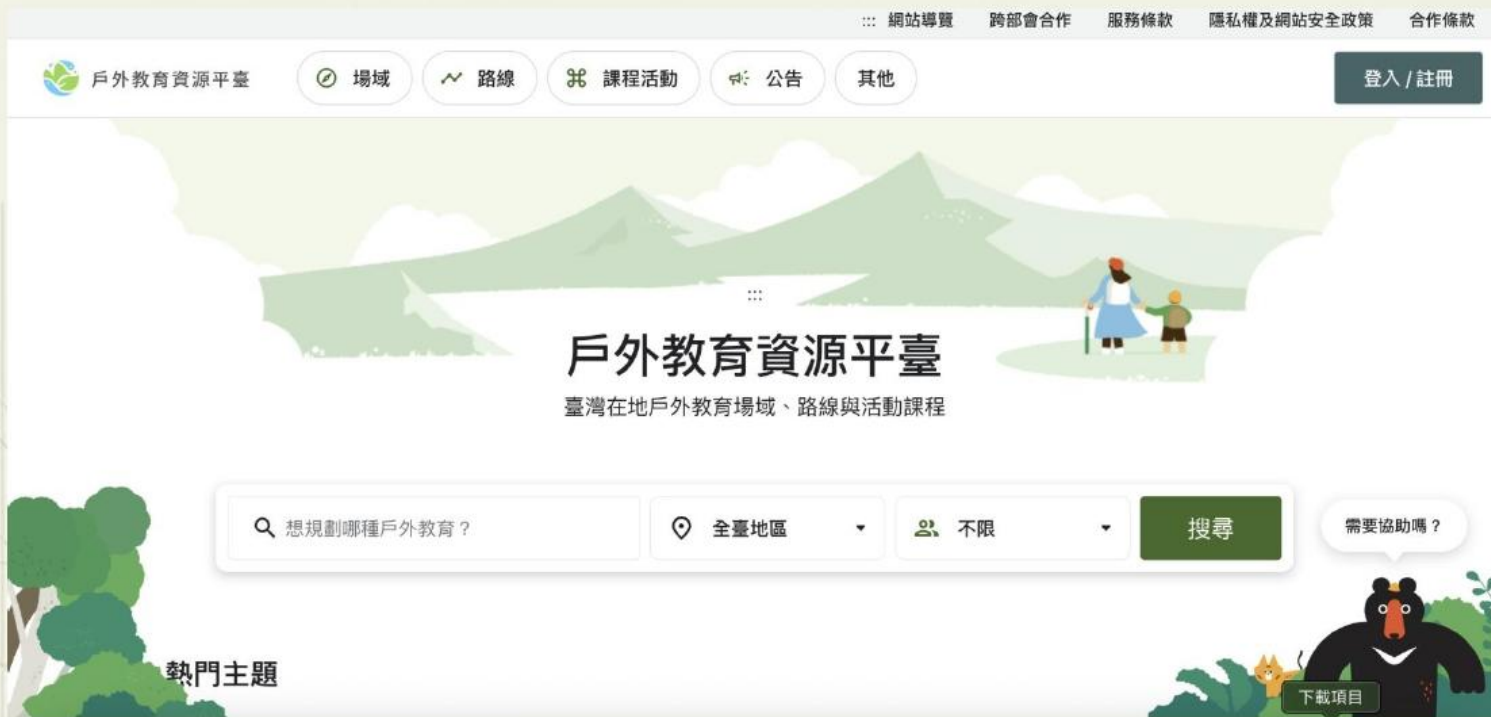 ::: 網站導覽 跨部會合作 服務條款 隱私權及網站安全政策 合作條款
戶外教育資源平臺 場域 路線 課程活動 公告 其他 登入 / 註冊
:::
戶外教育資源平臺
臺灣在地戶外教育場域、路線與活動課程
想規劃哪種戶外教育？ 全臺地區 不限 搜尋 需要協助嗎？
熱門主題
下載項目